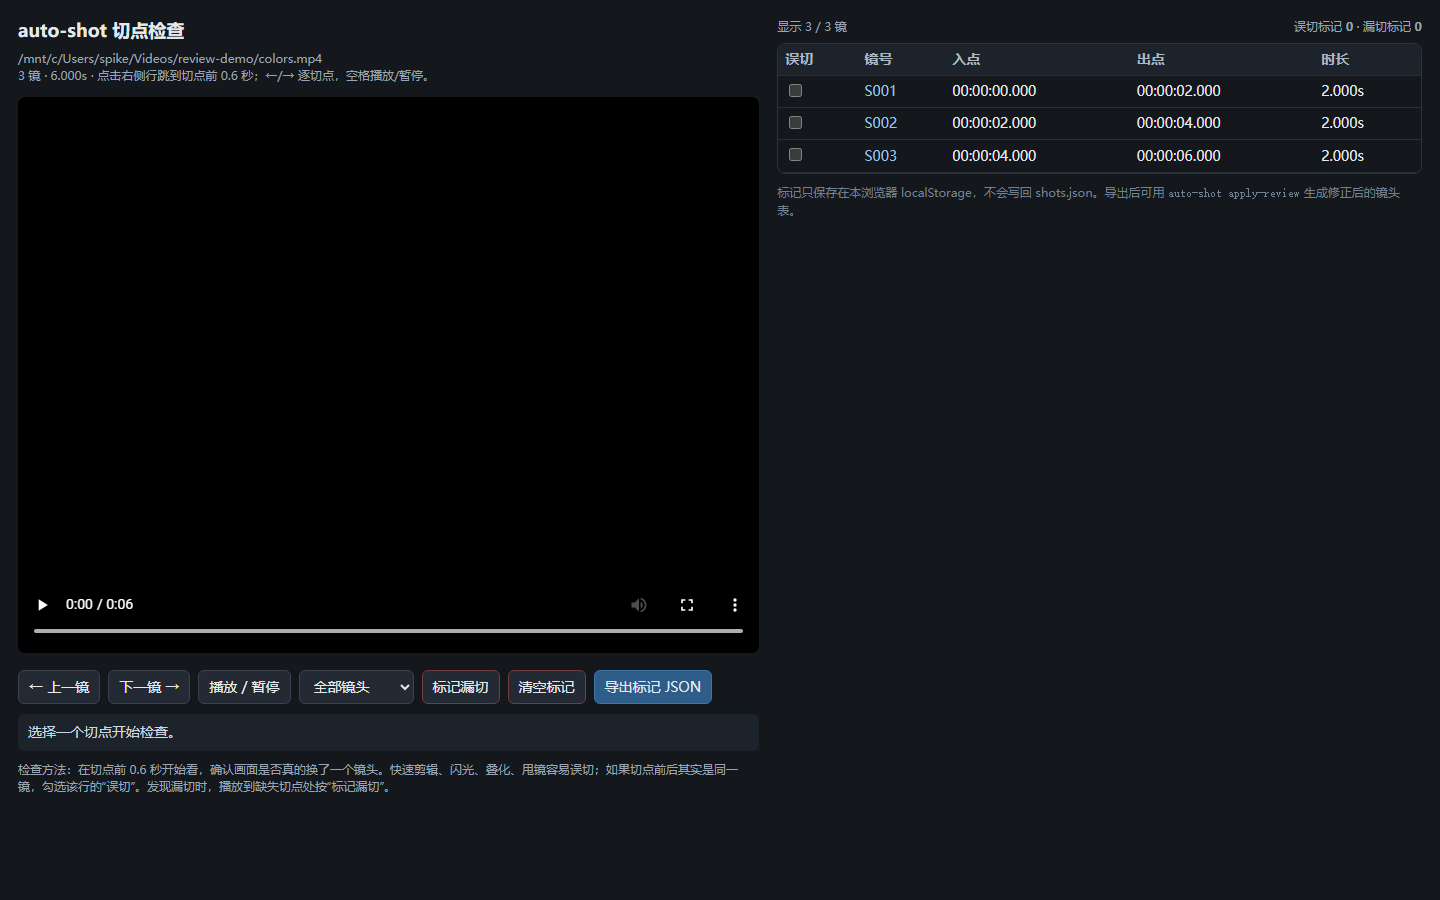 auto-shot 切点检查
/mnt/c/Users/spike/Videos/review-demo/colors.mp4
3 镜 · 6.000s · 点击右侧行跳到切点前 0.6 秒；←/→ 逐切点，空格播放/暂停。
0:00 / 0:06
← 上一镜 下一镜 → 播放 / 暂停 全部镜头 标记漏切 清空标记 导出标记 JSON
选择一个切点开始检查。
检查方法：在切点前 0.6 秒开始看，确认画面是否真的换了一个镜头。快速剪辑、闪光、叠化、甩镜容易误切；如果切点前后其实是同一
镜，勾选该行的“误切”。发现漏切时，播放到缺失切点处按“标记漏切”。
显示 3 / 3 镜 误切标记 0 · 漏切标记 0
误切 镜号 入点 出点 时长
S001 00:00:00.000 00:00:02.000 2.000s
S002 00:00:02.000 00:00:04.000 2.000s
S003 00:00:04.000 00:00:06.000 2.000s
标记只保存在本浏览器 localStorage，不会写回 shots.json。导出后可用 auto-shot apply-review 生成修正后的镜头
表。